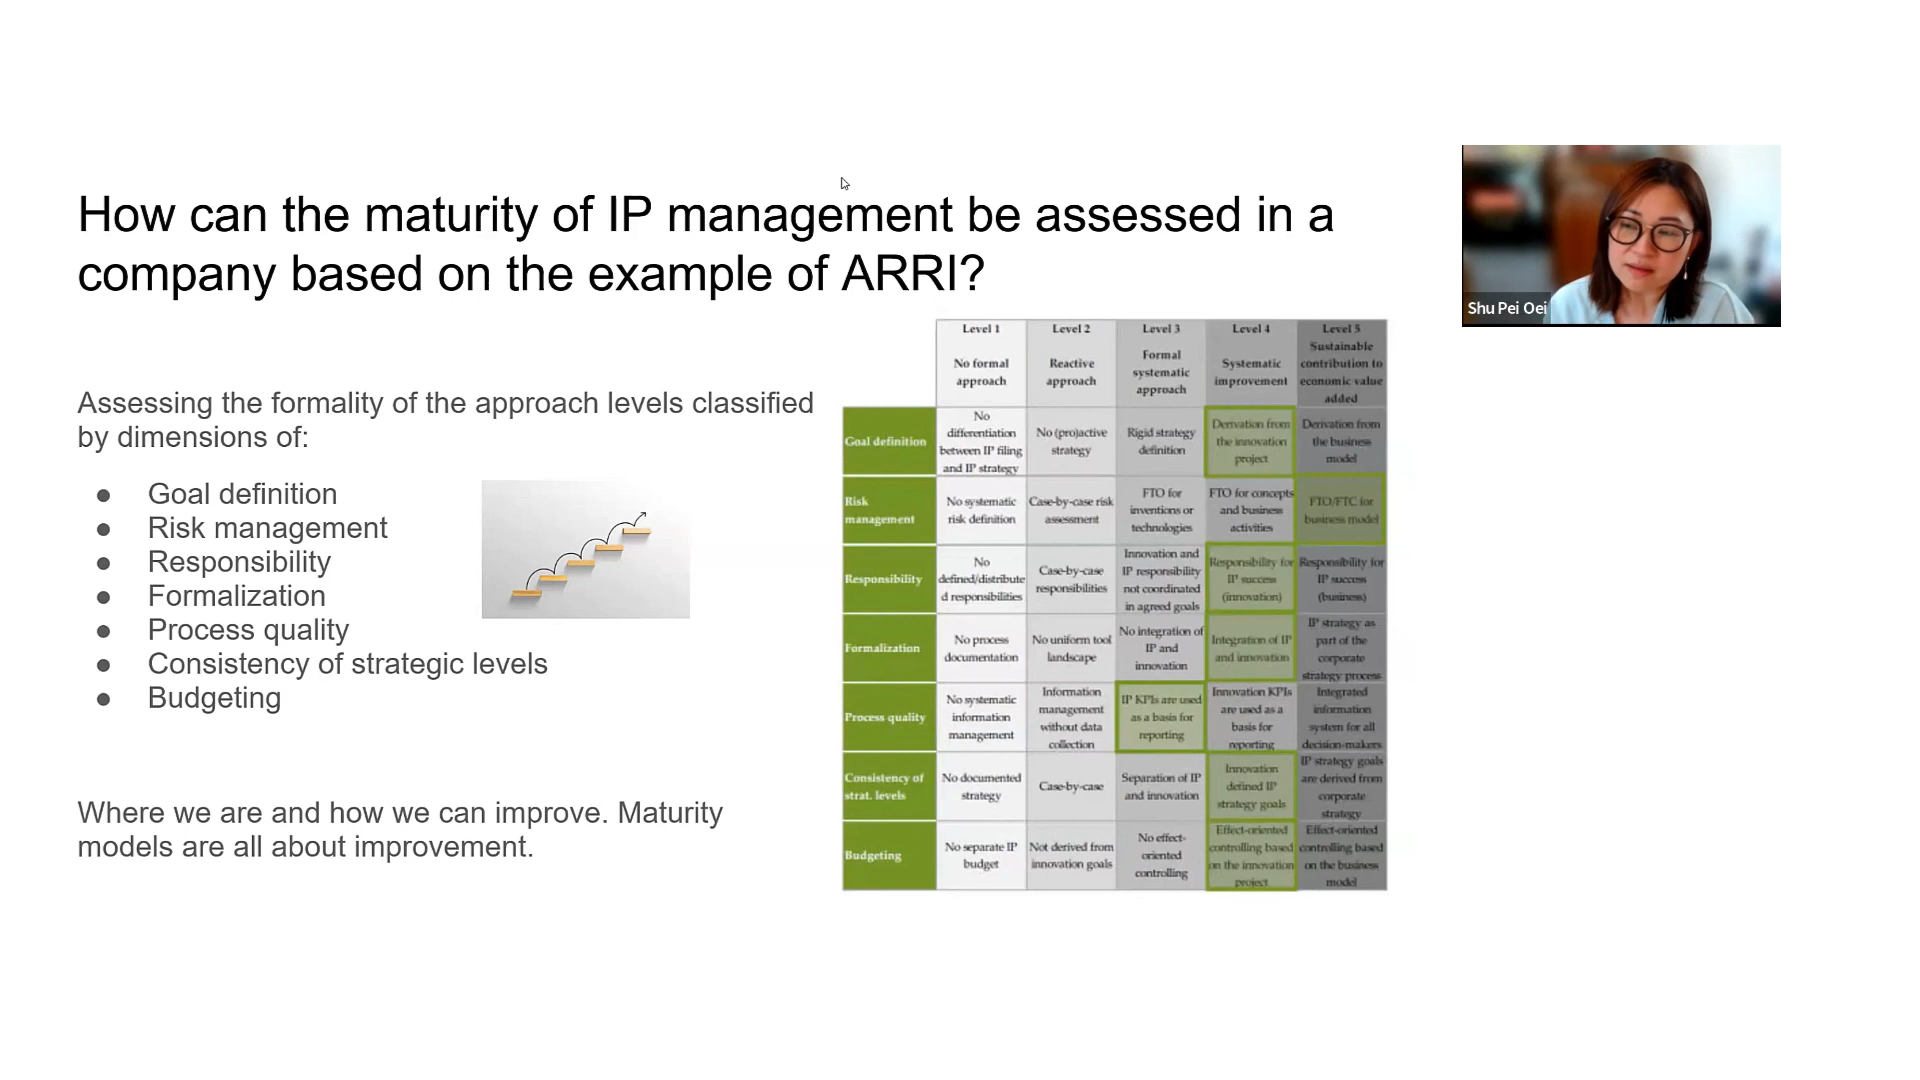 How can the maturity of IP management be assessed in a
company based on the example of ARRI?
Shu Pei Oei
Assessing the formality of the approach levels classified
by dimensions of:
● Goal definition
● Risk management
● Responsibility
● Formalization
● Process quality
● Consistency of strategic levels
● Budgeting
Where we are and how we can improve. Maturity
models are all about improvement.
Level 1
No formal
approach
Level 2
Reactive
approach
Level 3
Formal
systematic
approach
Level 4
Systematic
improvement
Level 5
Sustainable
contribution to
economic value
added
Goal definition
No
differentiation
between IP filing
and IP strategy
No (pro)active
strategy
Rigid strategy
definition
Derivation from
the innovation
project
Derivation from
the business
model
Risk
management
No systematic
risk definition
Case-by-case risk
assessment
FTO for
inventions or
technologies
FTO for concepts
and business
activities
FTO/FTC for
business model
Responsibility
No
defined/distribute
d responsibilities
Case-by-case
responsibilities
Innovation and
IP responsibility
not coordinated
in agreed goals
Responsibility for
IP success
(innovation)
Responsibility for
IP success
(business)
Formalization
No process
documentation
No uniform tool
landscape
No integration of
IP and
innovation
Integration of IP
and innovation
IP strategy as
part of the
corporate
strategy process
Process quality
No systematic
information
management
Information
management
without data
collection
IP KPIs are used
as a basis for
reporting
Innovation KPIs
are used as a
basis for
reporting
Integrated
information
system for all
decision-makers
Consistency of
strat. levels
No documented
strategy
Case-by-case
Separation of IP
and innovation
Innovation
defined IP
strategy goals
IP strategy goals
are derived from
corporate
strategy
Budgeting
No separate IP
budget
Not derived from
innovation goals
No effect-
oriented
controlling
Effect-oriented
controlling based
on the innovation
project
Effect-oriented
controlling based
on the business
model